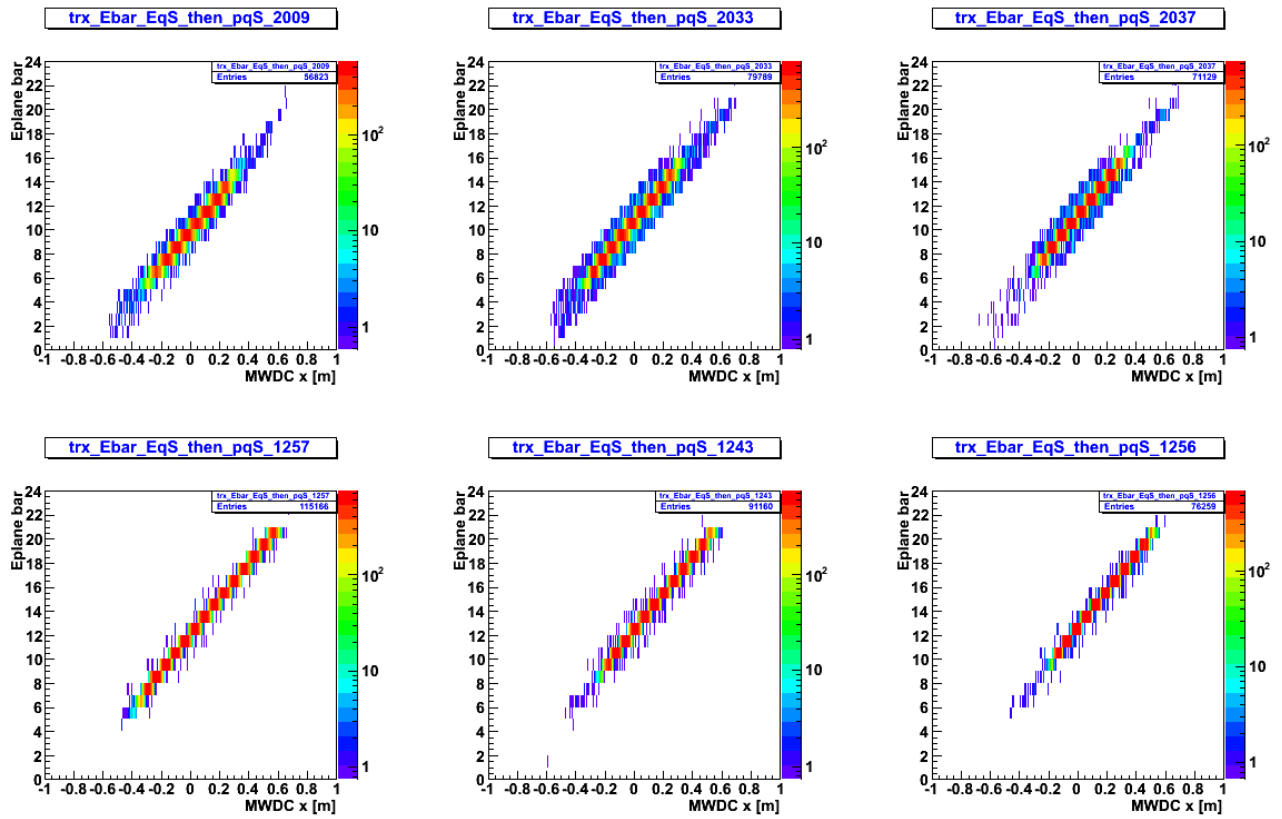 trx_Ebar_EqS_then_pqS_2009
trx_Ebar_EqS_then_pqS_2009
Entries 56823
Eplane bar
24
22
20
18
16
14
12
10
8
6
4
2
0
-1 -0.8 -0.6 -0.4 -0.2 0 0.2 0.4 0.6 0.8 1
MWDC x [m]
10²
10
1
trx_Ebar_EqS_then_pqS_2033
trx_Ebar_EqS_then_pqS_2033
Entries 79789
Eplane bar
24
22
20
18
16
14
12
10
8
6
4
2
0
-1 -0.8 -0.6 -0.4 -0.2 0 0.2 0.4 0.6 0.8 1
MWDC x [m]
10²
10
1
trx_Ebar_EqS_then_pqS_2037
trx_Ebar_EqS_then_pqS_2037
Entries 71129
Eplane bar
24
22
20
18
16
14
12
10
8
6
4
2
0
-1 -0.8 -0.6 -0.4 -0.2 0 0.2 0.4 0.6 0.8 1
MWDC x [m]
10²
10
1
trx_Ebar_EqS_then_pqS_1257
trx_Ebar_EqS_then_pqS_1257
Entries 115166
Eplane bar
24
22
20
18
16
14
12
10
8
6
4
2
0
-1 -0.8 -0.6 -0.4 -0.2 0 0.2 0.4 0.6 0.8 1
MWDC x [m]
10²
10
1
trx_Ebar_EqS_then_pqS_1243
trx_Ebar_EqS_then_pqS_1243
Entries 91160
Eplane bar
24
22
20
18
16
14
12
10
8
6
4
2
0
-1 -0.8 -0.6 -0.4 -0.2 0 0.2 0.4 0.6 0.8 1
MWDC x [m]
10²
10
1
trx_Ebar_EqS_then_pqS_1256
trx_Ebar_EqS_then_pqS_1256
Entries 76259
Eplane bar
24
22
20
18
16
14
12
10
8
6
4
2
0
-1 -0.8 -0.6 -0.4 -0.2 0 0.2 0.4 0.6 0.8 1
MWDC x [m]
10²
10
1